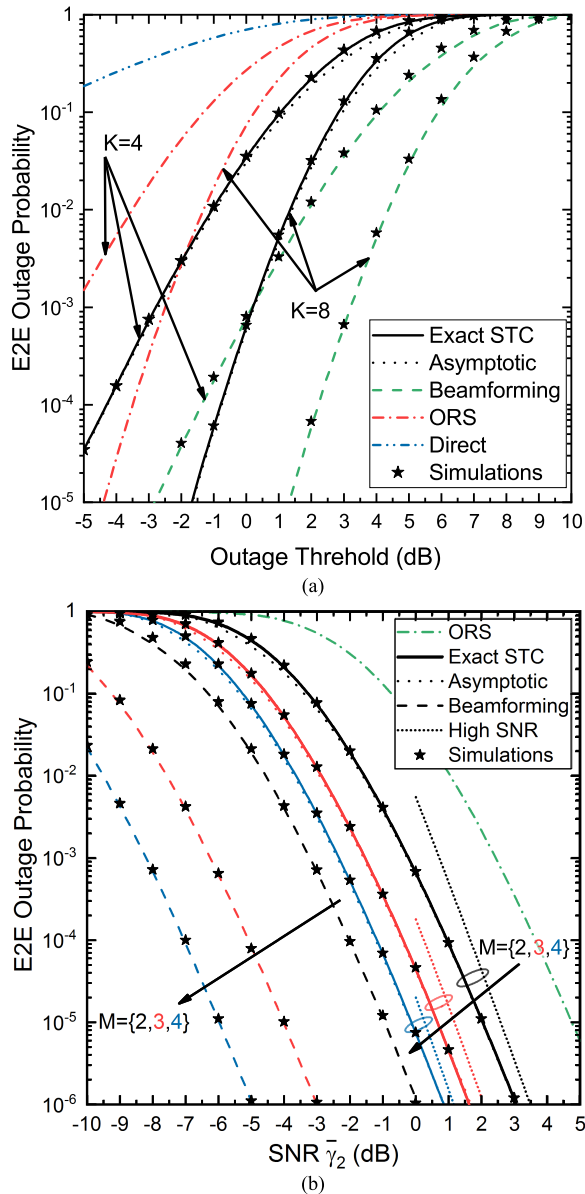 1
10⁻¹
10⁻²
10⁻³
10⁻⁴
10⁻⁵
E2E Outage Probability
K=4
K=8
Exact STC
Asymptotic
Beamforming
ORS
Direct
Simulations
-5 -4 -3 -2 -1 0 1 2 3 4 5 6 7 8 9 10
Outage Threhold (dB)
(a)
1
10⁻¹
10⁻²
10⁻³
10⁻⁴
10⁻⁵
10⁻⁶
E2E Outage Probability
ORS
Exact STC
Asymptotic
Beamforming
High SNR
Simulations
M={2,3,4}
M={2,3,4}
-10 -9 -8 -7 -6 -5 -4 -3 -2 -1 0 1 2 3 4 5
SNR γ̄₂ (dB)
(b)